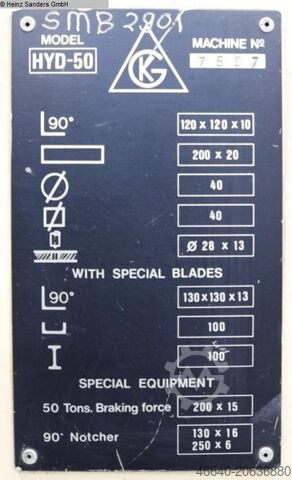 Heinz Sanders GmbH
SMB 2901
MODEL
MACHINE Nº
HYD-50
7597
GK
90°
120 x 120 x 10
200 x 20
40
40
Ø 28 x 13
WITH SPECIAL BLADES
90°
130 x 130 x 13
100
100
SPECIAL EQUIPMENT
50 Tons. Braking force
200 x 15
90° Notcher
130 x 16
250 x 6
46640-20636880